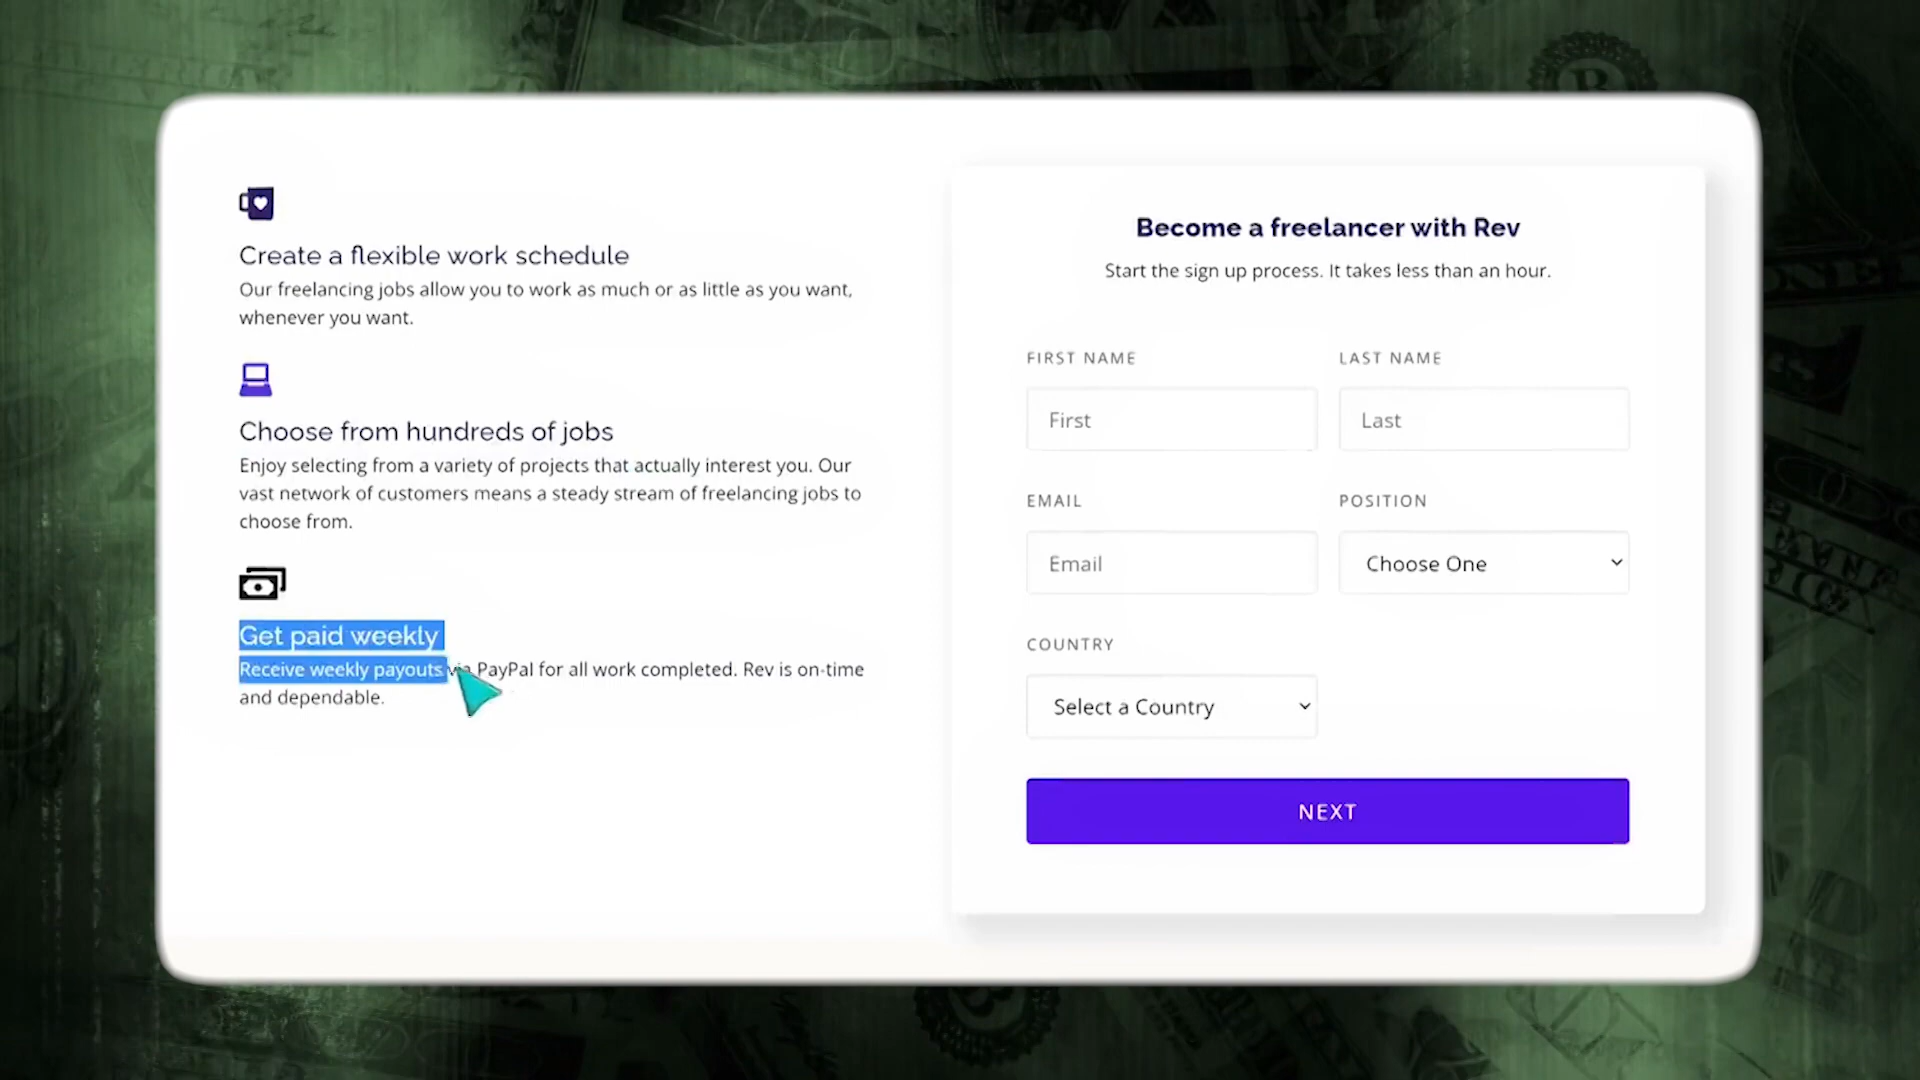 Create a flexible work schedule
Our freelancing jobs allow you to work as much or as little as you want,
whenever you want.
Choose from hundreds of jobs
Enjoy selecting from a variety of projects that actually interest you. Our
vast network of customers means a steady stream of freelancing jobs to
choose from.
Get paid weekly
Receive weekly payouts via PayPal for all work completed. Rev is on-time
and dependable.
Become a freelancer with Rev
Start the sign up process. It takes less than an hour.
FIRST NAME
LAST NAME
First
Last
EMAIL
POSITION
Email
Choose One
COUNTRY
Select a Country
NEXT